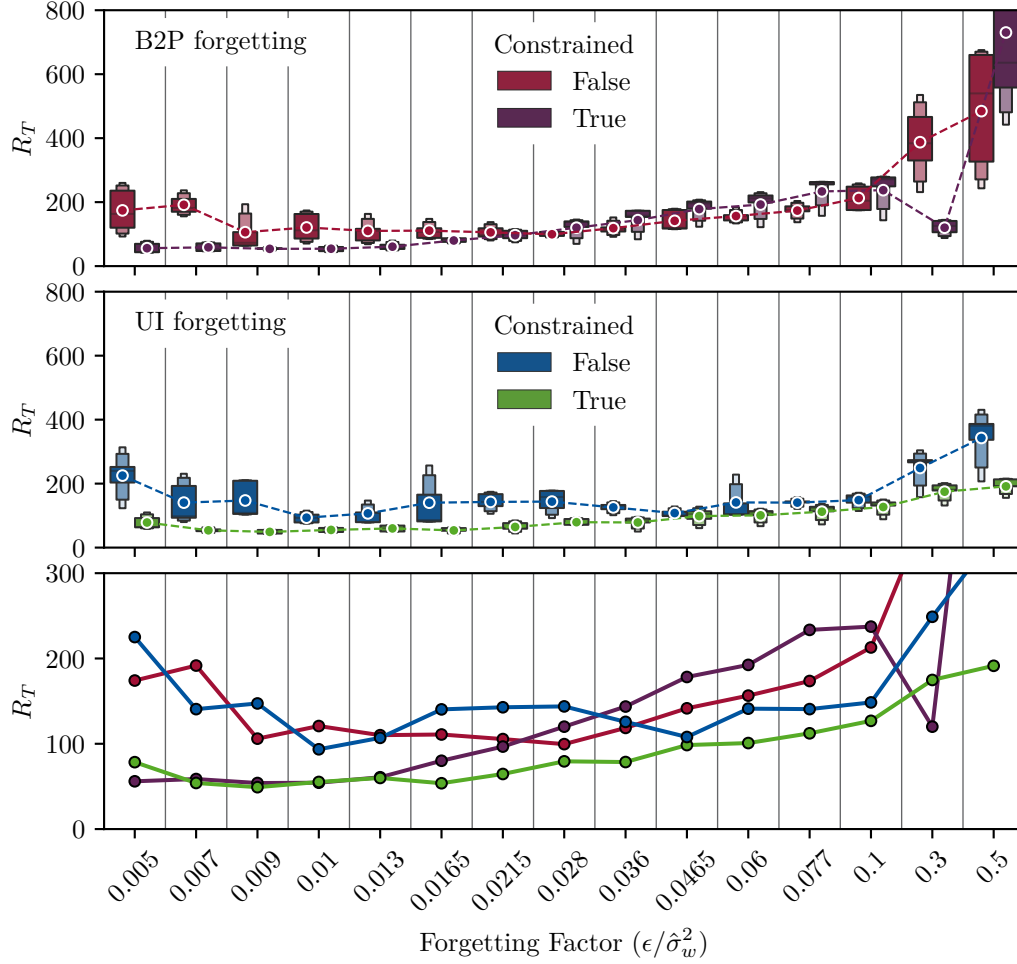 800
600
400
200
0
R_T
B2P forgetting
Constrained
False
True
800
600
400
200
0
R_T
UI forgetting
Constrained
False
True
300
200
100
0
R_T
0.005 0.007 0.009 0.01 0.013 0.0165 0.0215 0.028 0.036 0.0465 0.06 0.077 0.1 0.3 0.5
Forgetting Factor (ϵ/σ̂²_w)